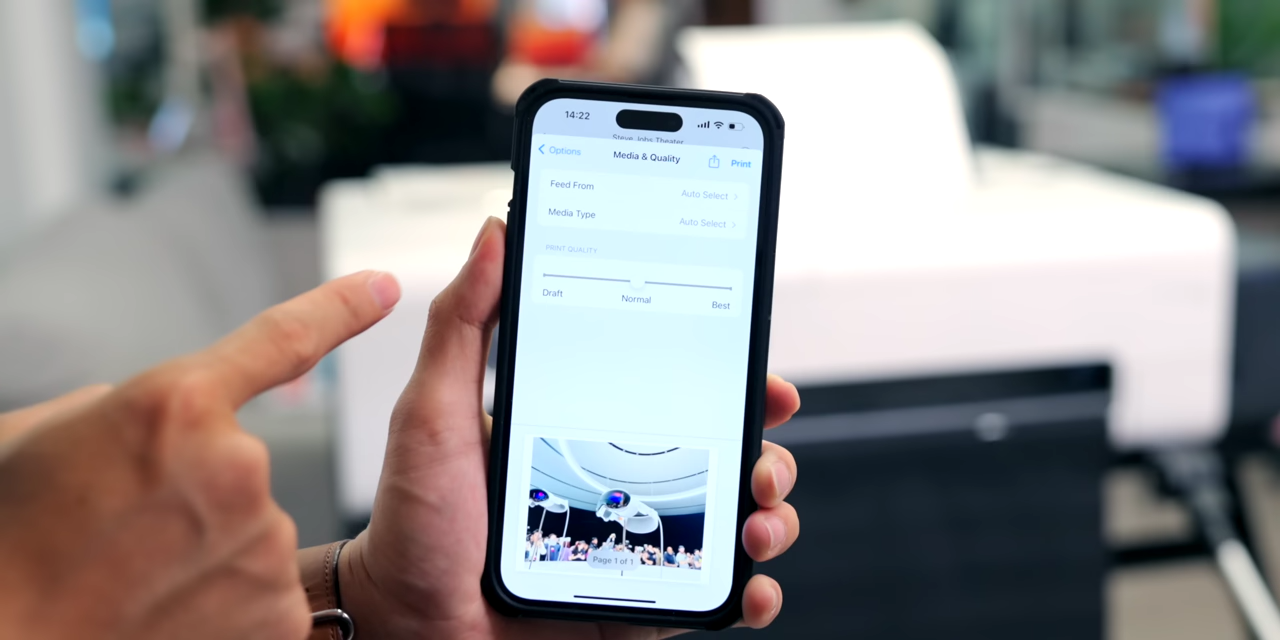 14:22
Steve Jobs Theater
Options Media & Quality Print
Feed From Auto Select
Media Type Auto Select
PRINT QUALITY
Draft Normal Best
Page 1 of 1